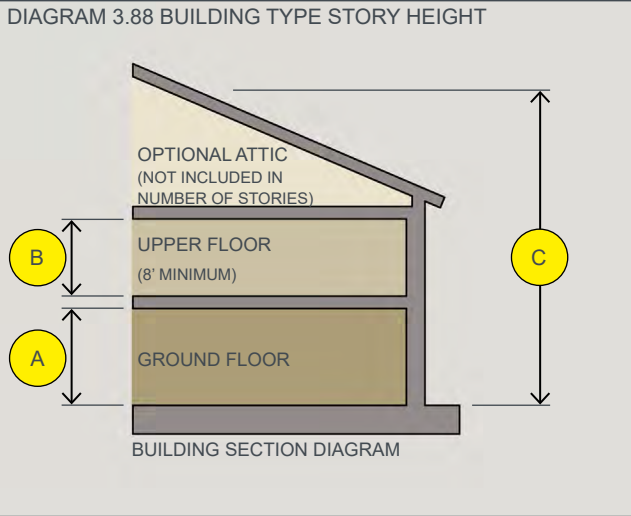 DIAGRAM 3.88 BUILDING TYPE STORY HEIGHT
OPTIONAL ATTIC
(NOT INCLUDED IN
NUMBER OF STORIES)
B
UPPER FLOOR
(8' MINIMUM)
C
A
GROUND FLOOR
BUILDING SECTION DIAGRAM